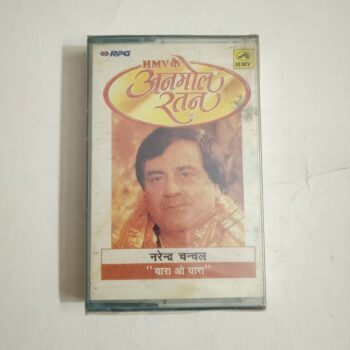 RPG
HMV
HMV के
अनमोल
रतन
नरेन्द्र चन्चल
"यारा ओ यारा"